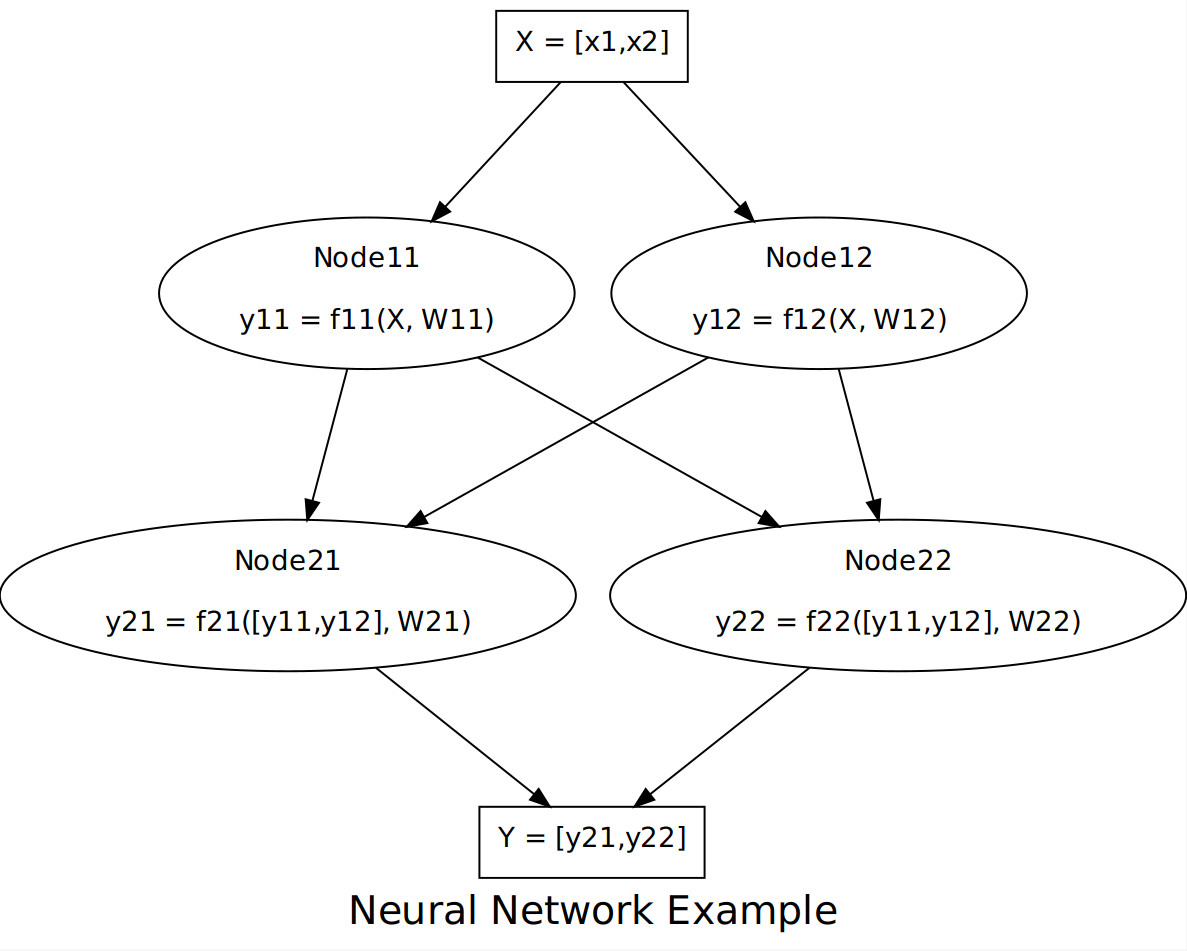 X = [x1,x2]
Node11
y11 = f11(X, W11)
Node12
y12 = f12(X, W12)
Node21
y21 = f21([y11,y12], W21)
Node22
y22 = f22([y11,y12], W22)
Y = [y21,y22]
Neural Network Example